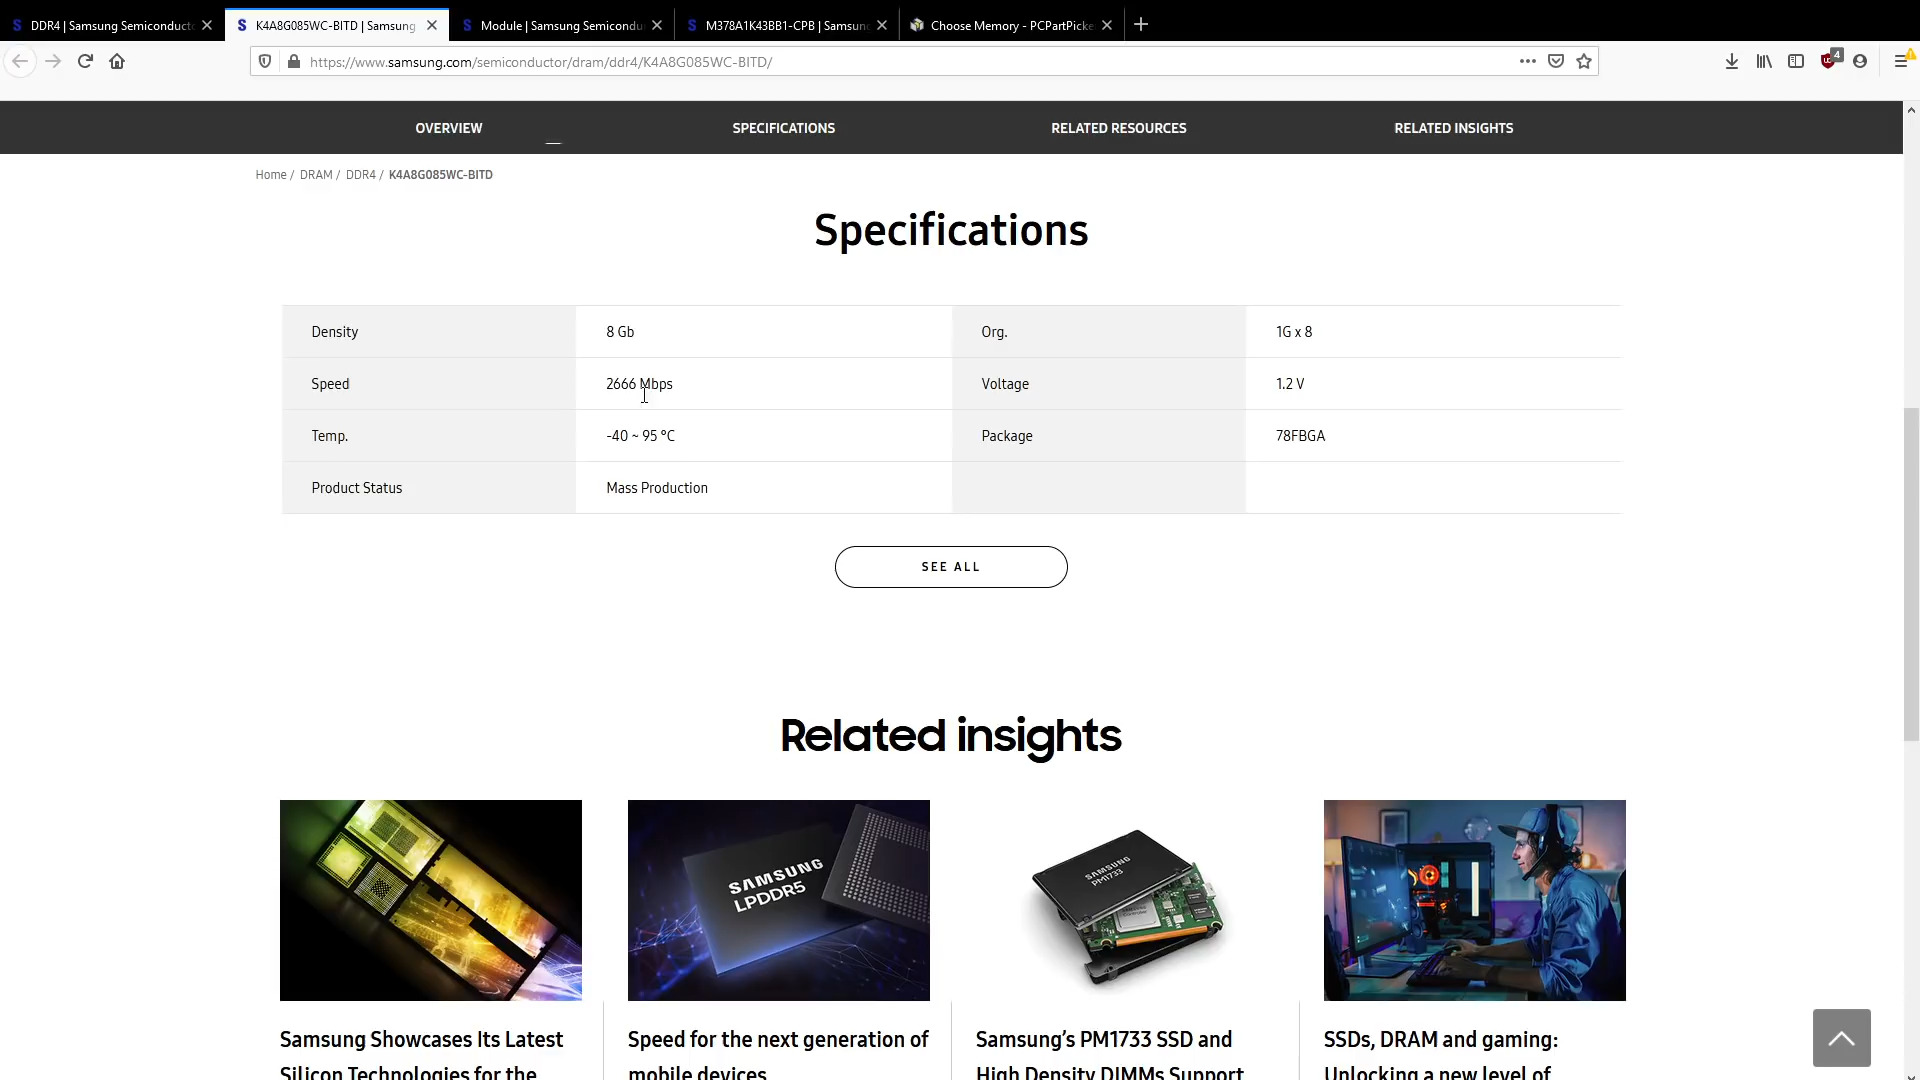 DDR4 | Samsung Semiconducto
K4A8G085WC-BITD | Samsung
Module | Samsung Semicondu
M378A1K43BB1-CPB | Samsun
Choose Memory - PCPartPicke
https://www.samsung.com/semiconductor/dram/ddr4/K4A8G085WC-BITD/
4
OVERVIEW
SPECIFICATIONS
RELATED RESOURCES
RELATED INSIGHTS
Home / DRAM / DDR4 / K4A8G085WC-BITD
Specifications
Density 8 Gb Org. 1G x 8
Speed 2666 Mbps Voltage 1.2 V
Temp. -40 ~ 95 °C Package 78FBGA
Product Status Mass Production
SEE ALL
Related insights
SAMSUNG
LPDDR5
SAMSUNG
PM1733
Samsung Showcases Its Latest
Silicon Technologies for the
Speed for the next generation of
mobile devices
Samsung's PM1733 SSD and
High Density DIMMs Support
SSDs, DRAM and gaming:
Unlocking a new level of